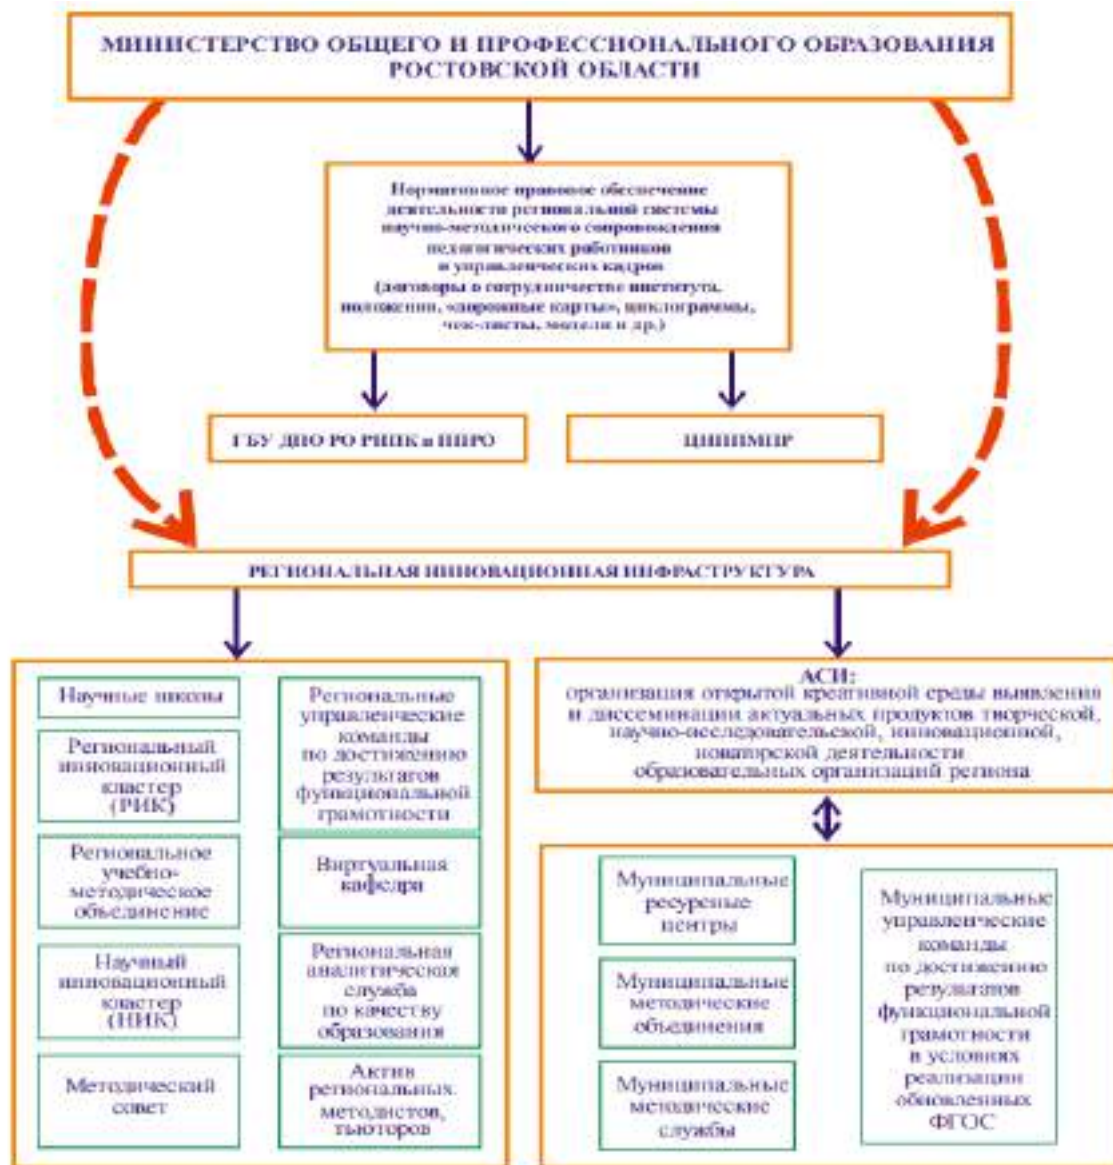 МИНИСТЕРСТВО ОБЩЕГО И ПРОФЕССИОНАЛЬНОГО ОБРАЗОВАНИЯ
РОСТОВСКОЙ ОБЛАСТИ
Нормативное правовое обеспечение
деятельности региональной системы
научно-методического сопровождения
педагогических работников
и управленческих кадров
(договоры о сотрудничестве института,
положения, «дорожные карты», циклограммы,
чек-листы, модели и др.)
ГБУ ДПО РО РИПК и ППРО
ЦНППМПР
РЕГИОНАЛЬНАЯ ИННОВАЦИОННАЯ ИНФРАСТРУКТУРА
Научные школы
Региональный
инновационный
кластер
(РИК)
Региональное
учебно-
методическое
объединение
Научный
инновационный
кластер
(НИК)
Методический
совет
Региональные
управленческие
команды
по достижению
результатов
функциональной
грамотности
Виртуальная
кафедра
Региональная
аналитическая
служба
по качеству
образования
Актив
региональных
методистов,
тьюторов
АСИ:
организация открытой креативной среды выявления
и диссеминации актуальных продуктов творческой,
научно-исследовательской, инновационной,
новаторской деятельности
образовательных организаций региона
Муниципальные
ресурсные
центры
Муниципальные
методические
объединения
Муниципальные
методические
службы
Муниципальные
управленческие
команды
по достижению
результатов
функциональной
грамотности
в условиях
реализации
обновленных
ФГОС